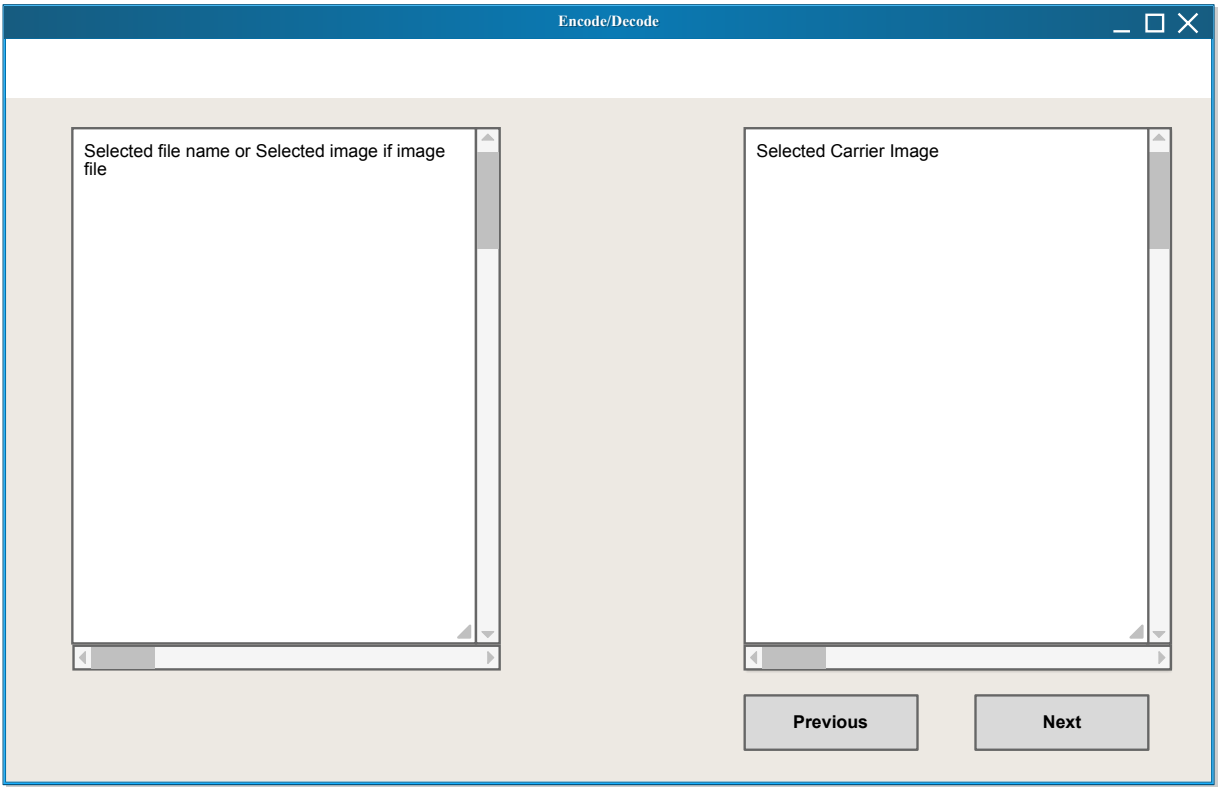 Encode/Decode
Selected file name or Selected image if image
file
Selected Carrier Image
Previous
Next